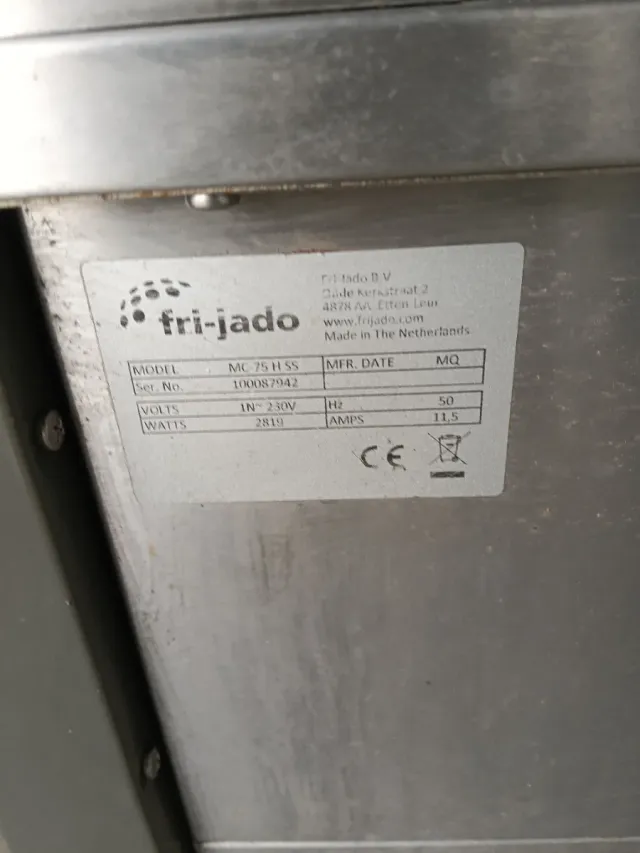 fri-jado
Fri-Jado B.V
Oude Kerkstraat 2
4878 AA Etten Leur
www.frijado.com
Made in The Netherlands
MODEL MC 75 H SS MFR. DATE MQ
Ser. No. 100087942
VOLTS 1N~ 230V Hz 50
WATTS 2819 AMPS 11,5
CE